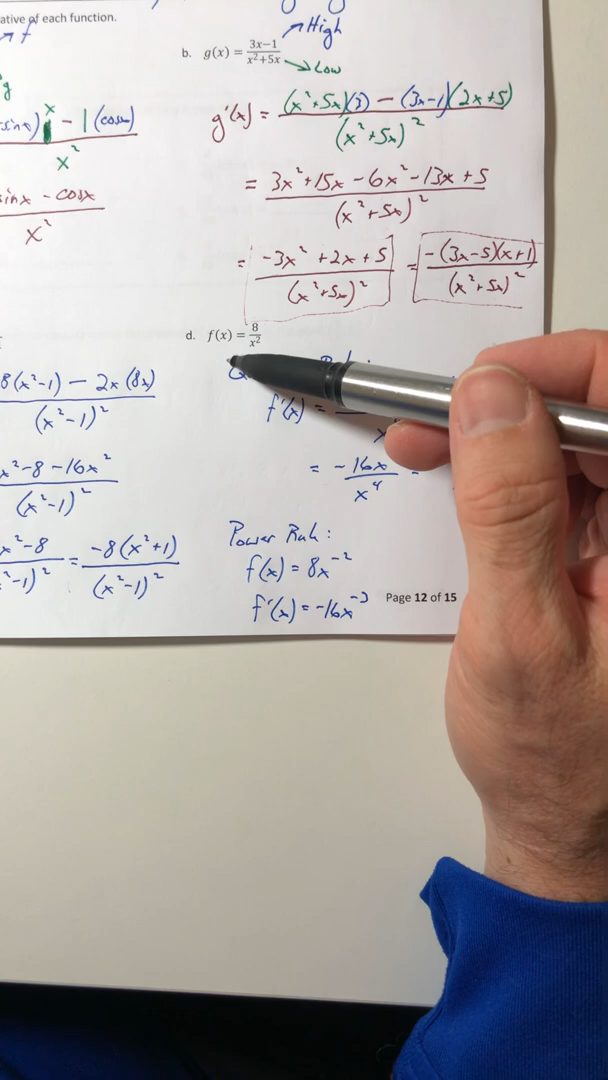 ative of each function.
f
High
b. g(x) = 3x−1 / x²+5x
Low
g
g'(x) = (x²+5x)(3) − (3x−1)(2x+5) / (x²+5x)²
sinx) x − 1 (cosx) / x²
= 3x²+15x − 6x² − 13x + 5 / (x²+5x)²
sinx − cosx / x²
= −3x² + 2x + 5 / (x²+5x)² = −(3x−5)(x+1) / (x²+5x)²
d. f(x) = 8 / x²
8(x²−1) − 2x(8x) / (x²−1)²
f'(x) =
x²−8−16x² / (x²−1)²
= −16x / x⁴ =
Power Rule:
x²−8 / x²−1)² = −8(x²+1) / (x²−1)²
f(x) = 8x⁻²
f'(x) = −16x⁻³
Page 12 of 15